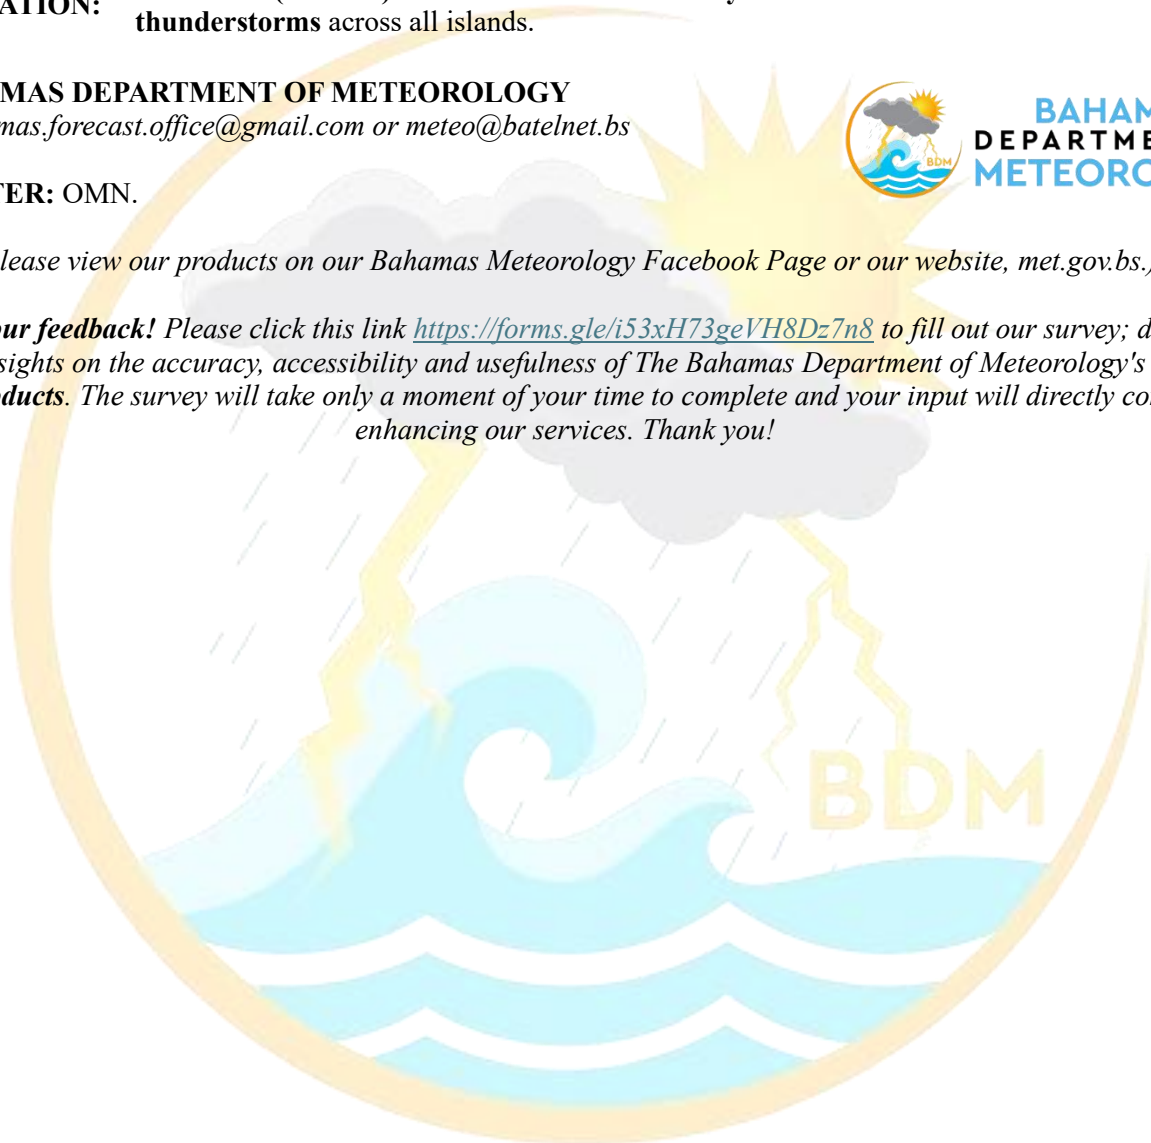 ATION:
thunderstorms across all islands.
MAS DEPARTMENT OF METEOROLOGY
mas.forecast.office@gmail.com or meteo@batelnet.bs
BDM
BAHAM
DEPARTME
METEORO
TER: OMN.
lease view our products on our Bahamas Meteorology Facebook Page or our website, met.gov.bs.)
our feedback! Please click this link https://forms.gle/i53xH73geVH8Dz7n8 to fill out our survey; d
sights on the accuracy, accessibility and usefulness of The Bahamas Department of Meteorology's
ducts. The survey will take only a moment of your time to complete and your input will directly co
enhancing our services. Thank you!
BDM